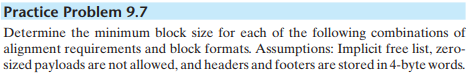 Practice Problem 9.7
Determine the minimum block size for each of the following combinations of
alignment requirements and block formats. Assumptions: Implicit free list, zero-
sized payloads are not allowed, and headers and footers are stored in 4-byte words.